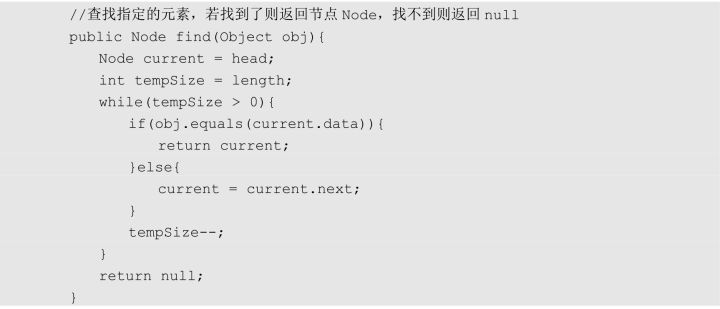 //查找指定的元素，若找到了则返回节点 Node，找不到则返回 null
public Node find(Object obj){
    Node current = head;
    int tempSize = length;
    while(tempSize > 0){
        if(obj.equals(current.data)){
            return current;
        }else{
            current = current.next;
        }
        tempSize--;
    }
    return null;
}